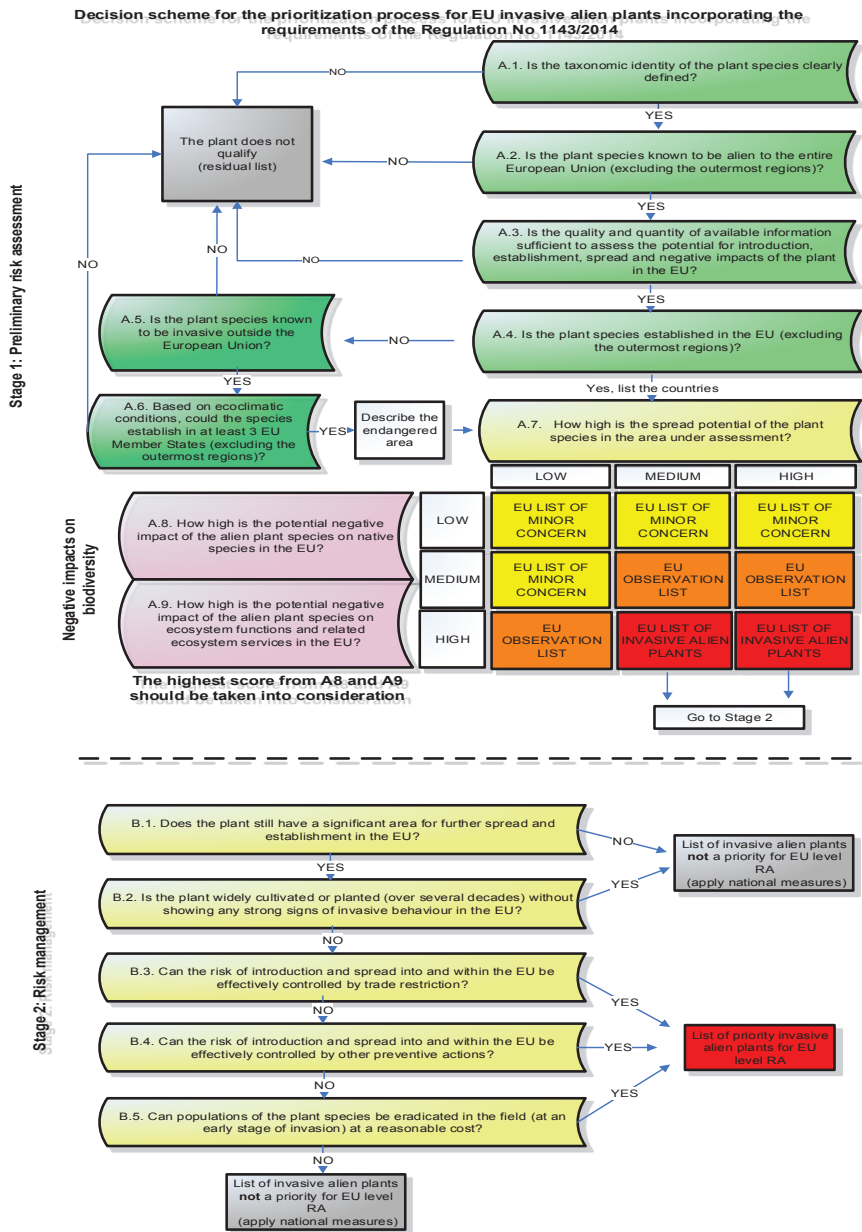 Decision scheme for the prioritization process for EU invasive alien plants incorporating the
requirements of the Regulation No 1143/2014
Stage 1: Preliminary risk assessment
A.1. Is the taxonomic identity of the plant species clearly
defined?
NO
YES
The plant does not
qualify
(residual list)
A.2. Is the plant species known to be alien to the entire
European Union (excluding the outermost regions)?
NO
YES
A.3. Is the quality and quantity of available information
sufficient to assess the potential for introduction,
establishment, spread and negative impacts of the plant
in the EU?
NO
NO
NO
YES
A.5. Is the plant species known
to be invasive outside the
European Union?
NO
A.4. Is the plant species established in the EU (excluding
the outermost regions)?
YES
Yes, list the countries
A.6. Based on ecoclimatic
conditions, could the species
establish in at least 3 EU
Member States (excluding the
outermost regions)?
YES
Describe the
endangered
area
A.7. How high is the spread potential of the plant
species in the area under assessment?
LOW
MEDIUM
HIGH
Negative impacts on
biodiversity
A.8. How high is the potential negative
impact of the alien plant species on native
species in the EU?
LOW
EU LIST OF
MINOR
CONCERN
EU LIST OF
MINOR
CONCERN
EU LIST OF
MINOR
CONCERN
MEDIUM
EU LIST OF
MINOR
CONCERN
EU
OBSERVATION
LIST
EU
OBSERVATION
LIST
A.9. How high is the potential negative
impact of the alien plant species on
ecosystem functions and related
ecosystem services in the EU?
HIGH
EU
OBSERVATION
LIST
EU LIST OF
INVASIVE ALIEN
PLANTS
EU LIST OF
INVASIVE ALIEN
PLANTS
The highest score from A8 and A9
should be taken into consideration
Go to Stage 2
Stage 2: Risk management
B.1. Does the plant still have a significant area for further spread and
establishment in the EU?
NO
YES
List of invasive alien plants
not a priority for EU level
RA
(apply national measures)
B.2. Is the plant widely cultivated or planted (over several decades) without
showing any strong signs of invasive behaviour in the EU?
YES
NO
B.3. Can the risk of introduction and spread into and within the EU be
effectively controlled by trade restriction?
YES
NO
B.4. Can the risk of introduction and spread into and within the EU be
effectively controlled by other preventive actions?
YES
List of priority invasive
alien plants for EU
level RA
NO
YES
B.5. Can populations of the plant species be eradicated in the field (at an
early stage of invasion) at a reasonable cost?
NO
List of invasive alien plants
not a priority for EU level
RA
(apply national measures)